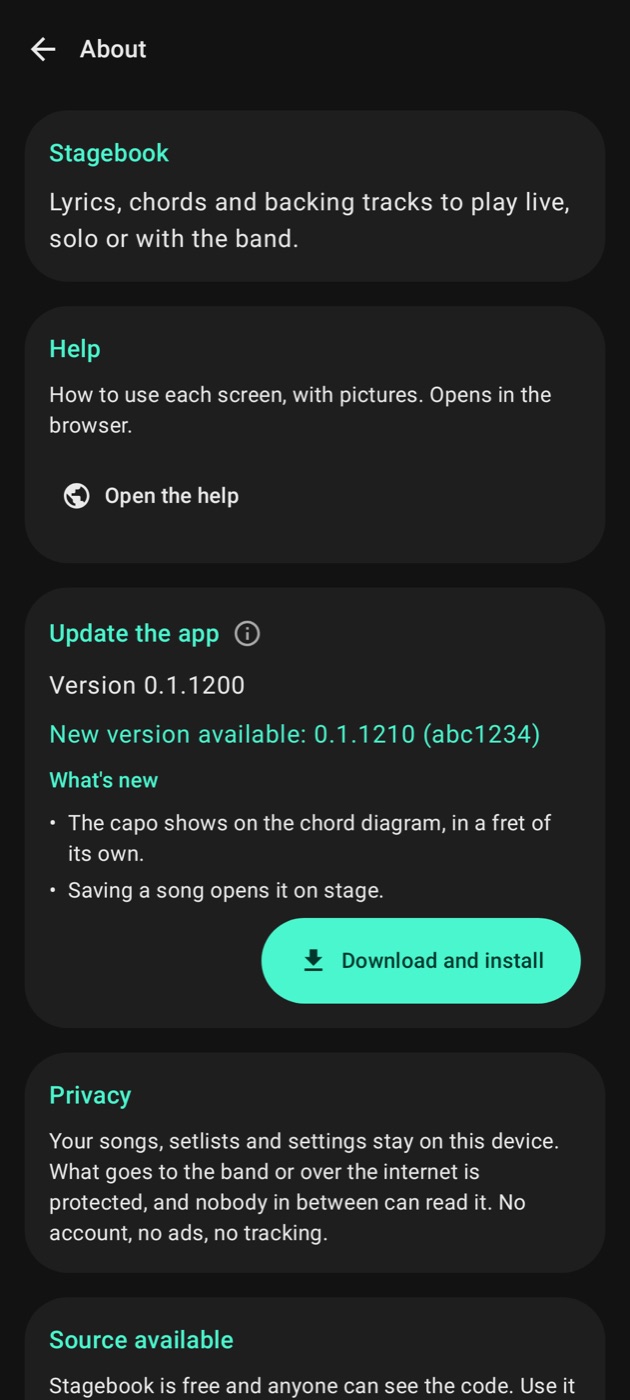 About
Stagebook
Lyrics, chords and backing tracks to play live,
solo or with the band.
Help
How to use each screen, with pictures. Opens in the
browser.
Open the help
Update the app
Version 0.1.1200
New version available: 0.1.1210 (abc1234)
What's new
• The capo shows on the chord diagram, in a fret of
its own.
• Saving a song opens it on stage.
Download and install
Privacy
Your songs, setlists and settings stay on this device.
What goes to the band or over the internet is
protected, and nobody in between can read it. No
account, no ads, no tracking.
Source available
Stagebook is free and anyone can see the code. Use it